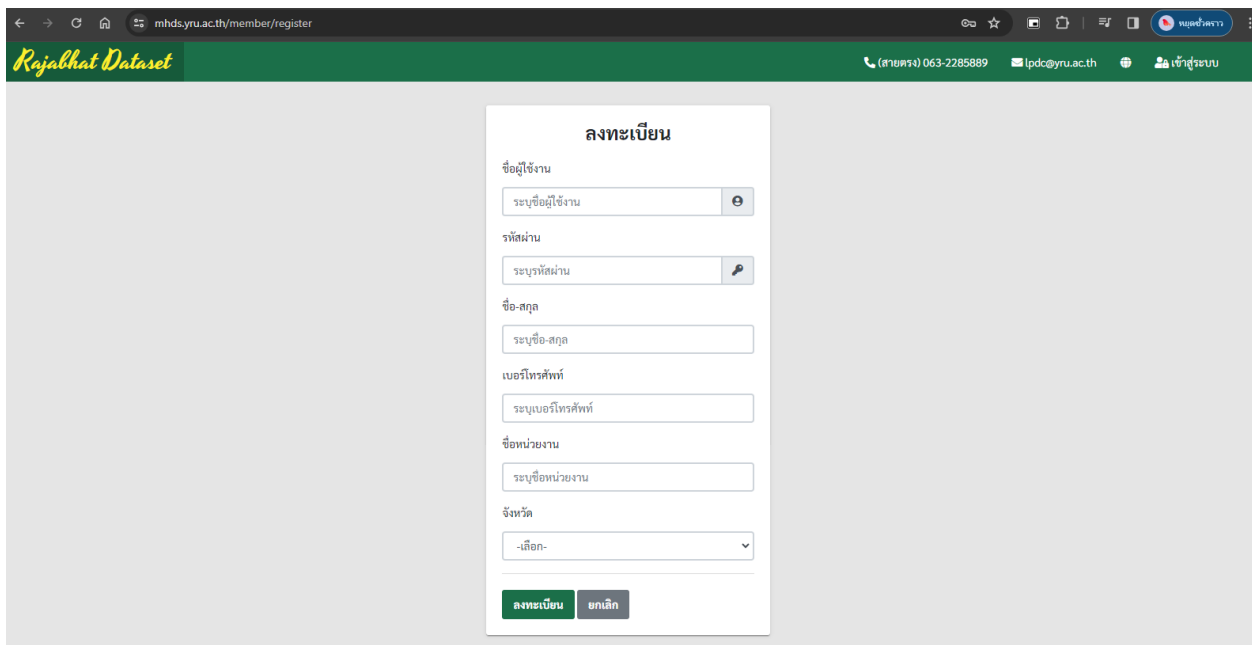 mhds.yru.ac.th/member/register
หยุดชั่วคราว
Rajabhat Dataset
(สายตรง) 063-2285889 lpdc@yru.ac.th เข้าสู่ระบบ
ลงทะเบียน
ชื่อผู้ใช้งาน
ระบุชื่อผู้ใช้งาน
รหัสผ่าน
ระบุรหัสผ่าน
ชื่อ-สกุล
ระบุชื่อ-สกุล
เบอร์โทรศัพท์
ระบุเบอร์โทรศัพท์
ชื่อหน่วยงาน
ระบุชื่อหน่วยงาน
จังหวัด
-เลือก-
ลงทะเบียน ยกเลิก